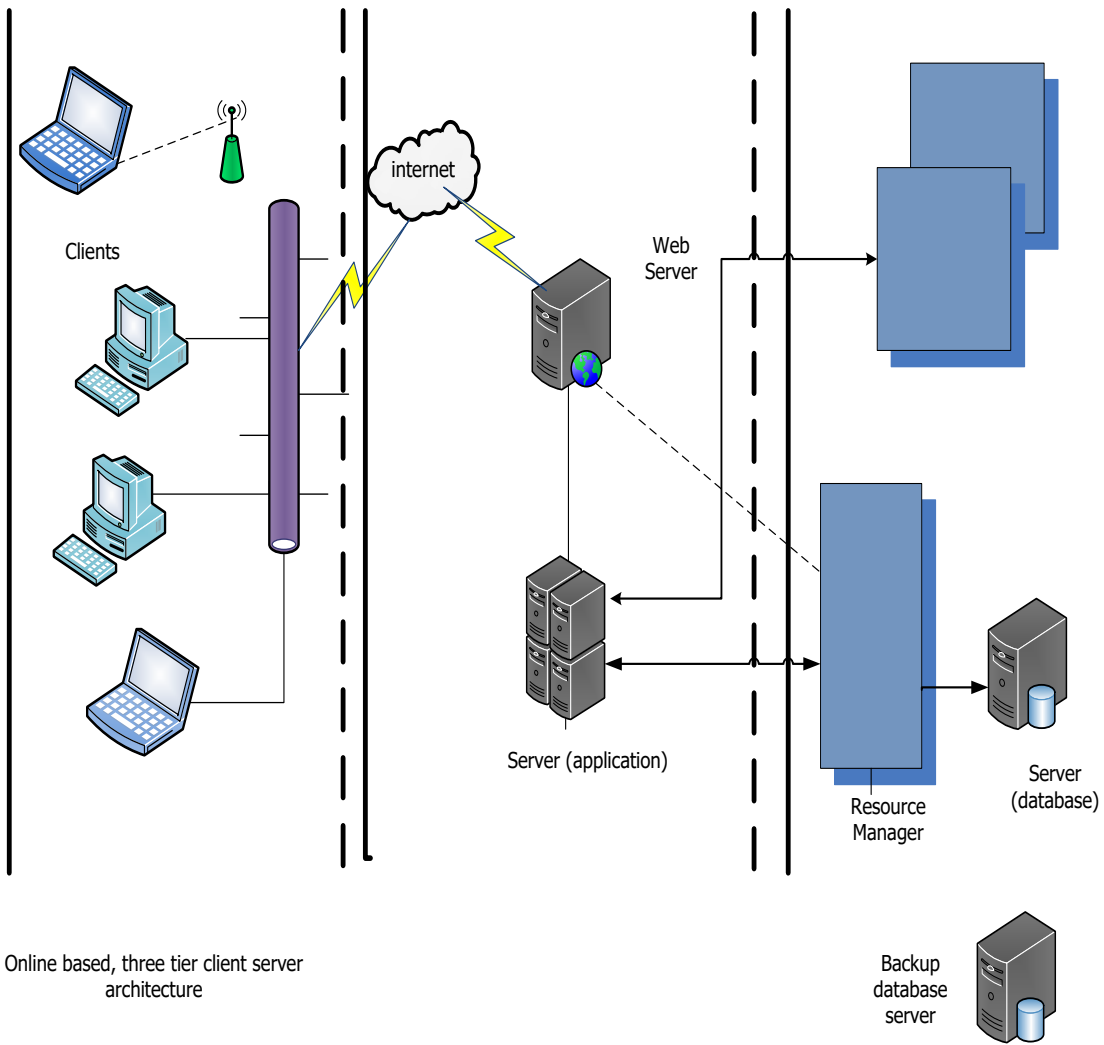 internet
Clients
Web
Server
Server (application)
Resource
Manager
Server
(database)
Online based, three tier client server
architecture
Backup
database
server